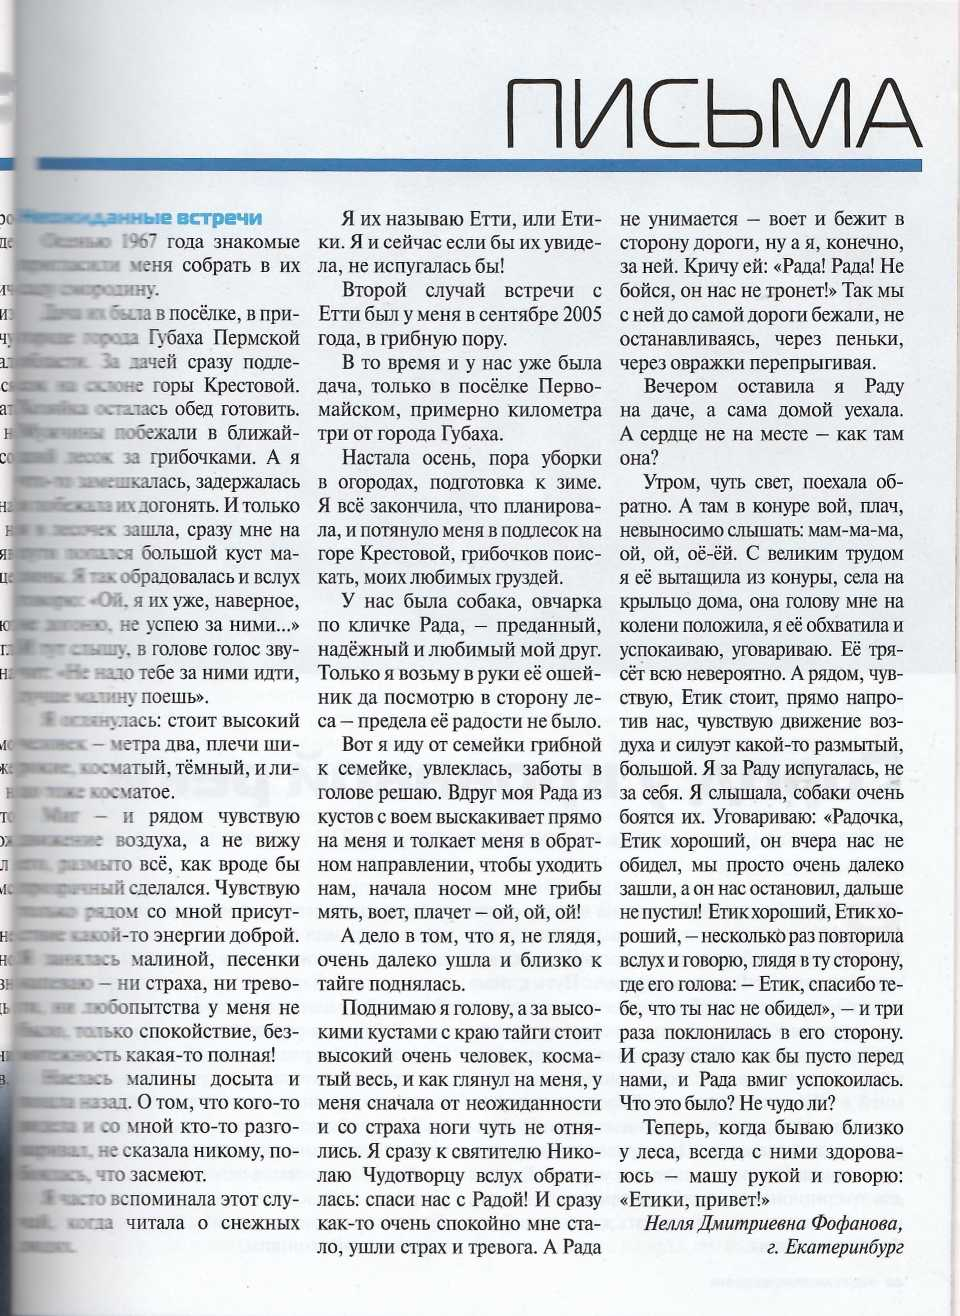 ПИСЬМА
Неожиданные встречи
Осенью 1967 года знакомые
пригласили меня собрать в их
саду смородину.
Дача их была в посёлке, в при-
городе города Губаха Пермской
области. За дачей сразу подле-
сок на склоне горы Крестовой.
Хозяйка осталась обед готовить.
Мужчины побежали в ближай-
ший лесок за грибочками. А я
что-то замешкалась, задержалась
и побежала их догонять. И только
я в лесочек зашла, сразу мне на
пути попался большой куст ма-
лины. Я так обрадовалась и вслух
говорю: «Ой, я их уже, наверное,
не догоню, не успею за ними...»
И тут слышу, в голове голос зву-
чит: «Не надо тебе за ними идти,
лучше малину поешь».
Я оглянулась: стоит высокий
человек – метра два, плечи ши-
рокие, косматый, тёмный, и ли-
цо тоже косматое.
Миг – и рядом чувствую
движение воздуха, а не вижу
его, размыто всё, как вроде бы
прозрачный сделался. Чувствую
только рядом со мной присут-
ствие какой-то энергии доброй.
Я занялась малиной, песенки
напеваю – ни страха, ни трево-
ги, ни любопытства у меня не
было, только спокойствие, без-
мятежность какая-то полная!
Наелась малины досыта и
пошла назад. О том, что кого-то
видела и со мной кто-то разго-
варивал, не сказала никому, по-
боялась, что засмеют.
Я часто вспоминала этот слу-
чай, когда читала о снежных
людях.
Я их называю Етти, или Ети-
ки. Я и сейчас если бы их увиде-
ла, не испугалась бы!
Второй случай встречи с
Етти был у меня в сентябре 2005
года, в грибную пору.
В то время и у нас уже была
дача, только в посёлке Перво-
майском, примерно километра
три от города Губаха.
Настала осень, пора уборки
в огородах, подготовка к зиме.
Я всё закончила, что планирова-
ла, и потянуло меня в подлесок на
горе Крестовой, грибочков поис-
кать, моих любимых груздей.
У нас была собака, овчарка
по кличке Рада, – преданный,
надёжный и любимый мой друг.
Только я возьму в руки её ошей-
ник да посмотрю в сторону ле-
са – предела её радости не было.
Вот я иду от семейки грибной
к семейке, увлеклась, заботы в
голове решаю. Вдруг моя Рада из
кустов с воем выскакивает прямо
на меня и толкает меня в обрат-
ном направлении, чтобы уходить
нам, начала носом мне грибы
мять, воет, плачет – ой, ой, ой!
А дело в том, что я, не глядя,
очень далеко ушла и близко к
тайге поднялась.
Поднимаю я голову, а за высо-
кими кустами с краю тайги стоит
высокий очень человек, косма-
тый весь, и как глянул на меня, у
меня сначала от неожиданности
и со страха ноги чуть не отня-
лись. Я сразу к святителю Нико-
лаю Чудотворцу вслух обрати-
лась: спаси нас с Радой! И сразу
как-то очень спокойно мне ста-
ло, ушли страх и тревога. А Рада
не унимается – воет и бежит в
сторону дороги, ну а я, конечно,
за ней. Кричу ей: «Рада! Рада! Не
бойся, он нас не тронет!» Так мы
с ней до самой дороги бежали, не
останавливаясь, через пеньки,
через овражки перепрыгивая.
Вечером оставила я Раду
на даче, а сама домой уехала.
А сердце не на месте – как там
она?
Утром, чуть свет, поехала об-
ратно. А там в конуре вой, плач,
невыносимо слышать: мам-ма-ма,
ой, ой, оё-ёй. С великим трудом
я её вытащила из конуры, села на
крыльцо дома, она голову мне на
колени положила, я её обхватила и
успокаиваю, уговариваю. Её тря-
сёт всю невероятно. А рядом, чув-
ствую, Етик стоит, прямо напро-
тив нас, чувствую движение воз-
духа и силуэт какой-то размытый,
большой. Я за Раду испугалась, не
за себя. Я слышала, собаки очень
боятся их. Уговариваю: «Радочка,
Етик хороший, он вчера нас не
обидел, мы просто очень далеко
зашли, а он нас остановил, дальше
не пустил! Етик хороший, Етик хо-
роший, – несколько раз повторила
вслух и говорю, глядя в ту сторону,
где его голова: – Етик, спасибо те-
бе, что ты нас не обидел», – и три
раза поклонилась в его сторону.
И сразу стало как бы пусто перед
нами, и Рада вмиг успокоилась.
Что это было? Не чудо ли?
Теперь, когда бываю близко
у леса, всегда с ними здорова-
юсь – машу рукой и говорю:
«Етики, привет!»
Нелля Дмитриевна Фофанова,
г. Екатеринбург